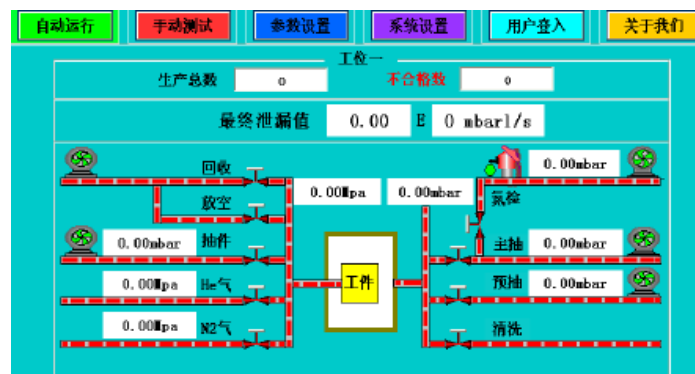 自动运行 手动测试 参数设置 系统设置 用户登入 关于我们
工位一
生产总数 0 不合格数 0
最终泄漏值 0.00 E 0 mbarl/s
回收 0.00mbar
放空 0.00Mpa 0.00mbar 氦检
0.00mbar 抽件 主抽 0.00mbar
0.00Mpa He气 工件 预抽 0.00mbar
0.00Mpa N2气 清洗